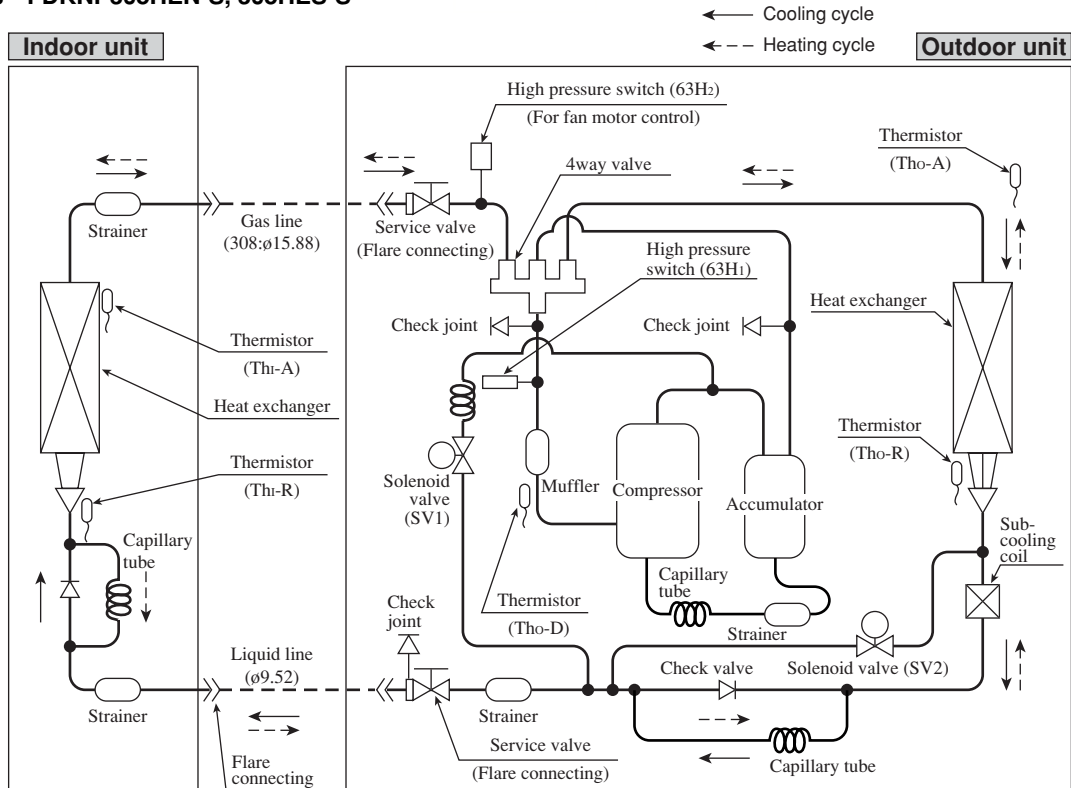 Cooling cycle
Heating cycle
Indoor unit
Outdoor unit
High pressure switch (63H2)
(For fan motor control)
4way valve
Thermistor
(ThO-A)
Strainer
Gas line
(308:ø15.88)
Service valve
(Flare connecting)
High pressure
switch (63H1)
Check joint
Check joint
Heat exchanger
Thermistor
(ThI-A)
Heat exchanger
Thermistor
(ThI-R)
Thermistor
(ThO-R)
Solenoid
valve
(SV1)
Muffler
Compressor
Accumulator
Sub-
cooling
coil
Capillary
tube
Capillary
tube
Check
joint
Thermistor
(ThO-D)
Strainer
Liquid line
(ø9.52)
Check valve
Solenoid valve (SV2)
Strainer
Strainer
Service valve
(Flare connecting)
Capillary tube
Flare
connecting